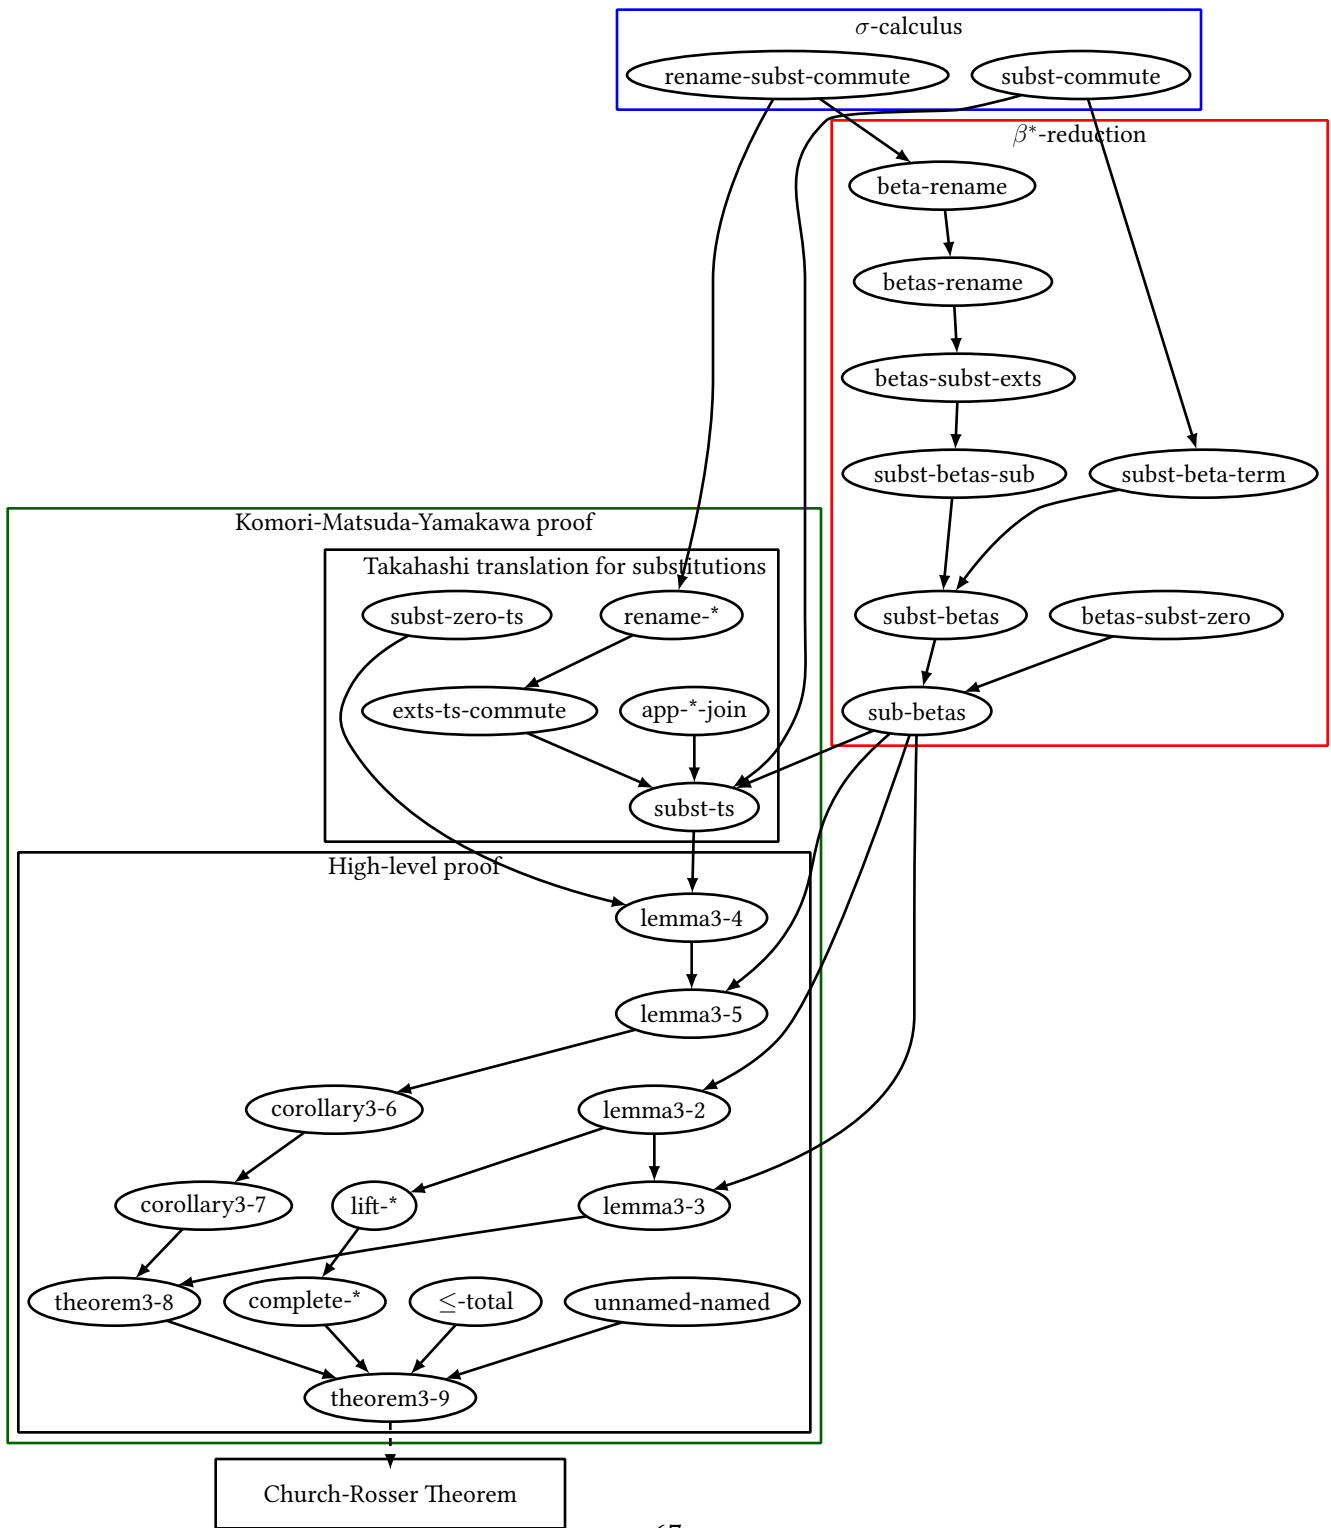 σ-calculus
rename-subst-commute
subst-commute
β*-reduction
beta-rename
betas-rename
betas-subst-exts
subst-betas-sub
subst-beta-term
Komori-Matsuda-Yamakawa proof
Takahashi translation for substitutions
subst-zero-ts
rename-*
subst-betas
betas-subst-zero
exts-ts-commute
app-*-join
sub-betas
subst-ts
High-level proof
lemma3-4
lemma3-5
corollary3-6
lemma3-2
corollary3-7
lift-*
lemma3-3
theorem3-8
complete-*
≤-total
unnamed-named
theorem3-9
Church-Rosser Theorem